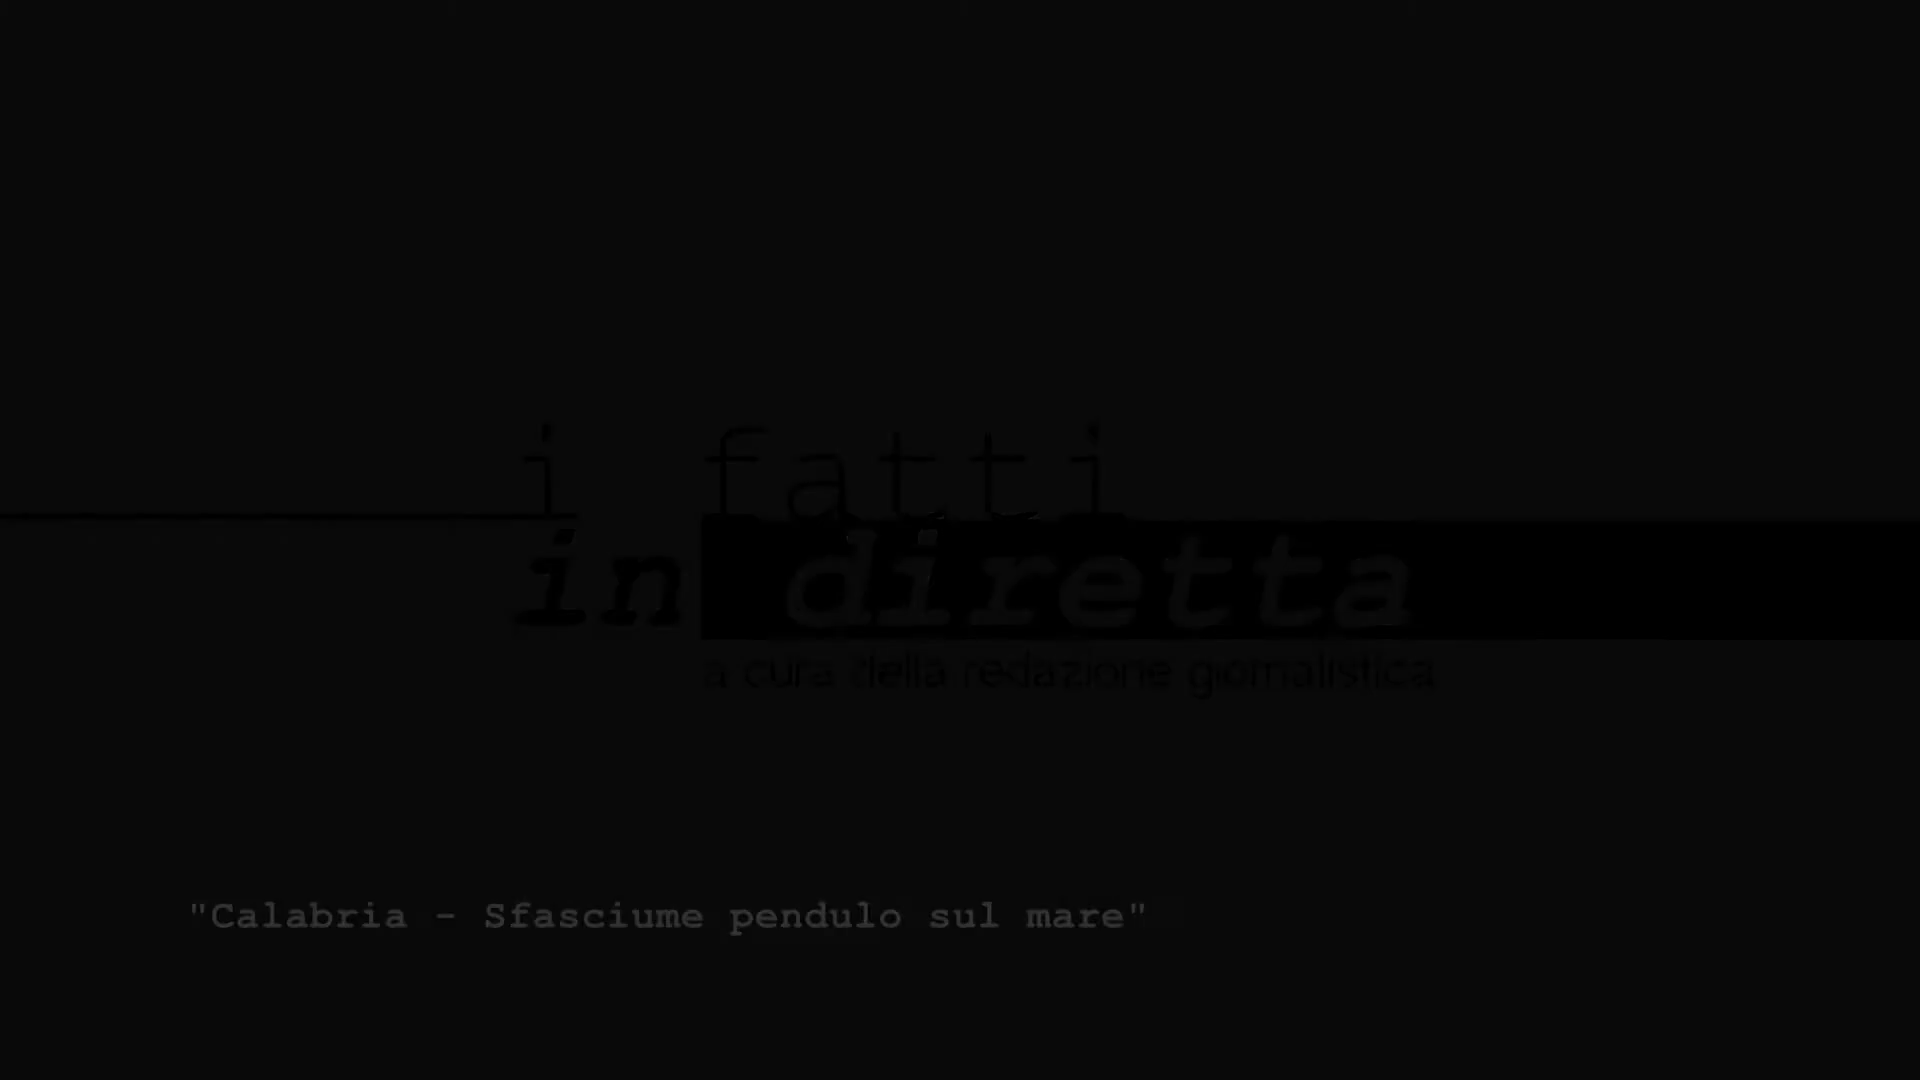 i fatti
in diretta
a cura della redazione giornalistica
"Calabria - Sfasciume pendulo sul mare"